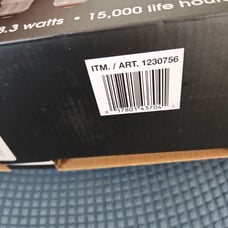 3.3 watts • 15,000 life hours
ITM. / ART. 1230756